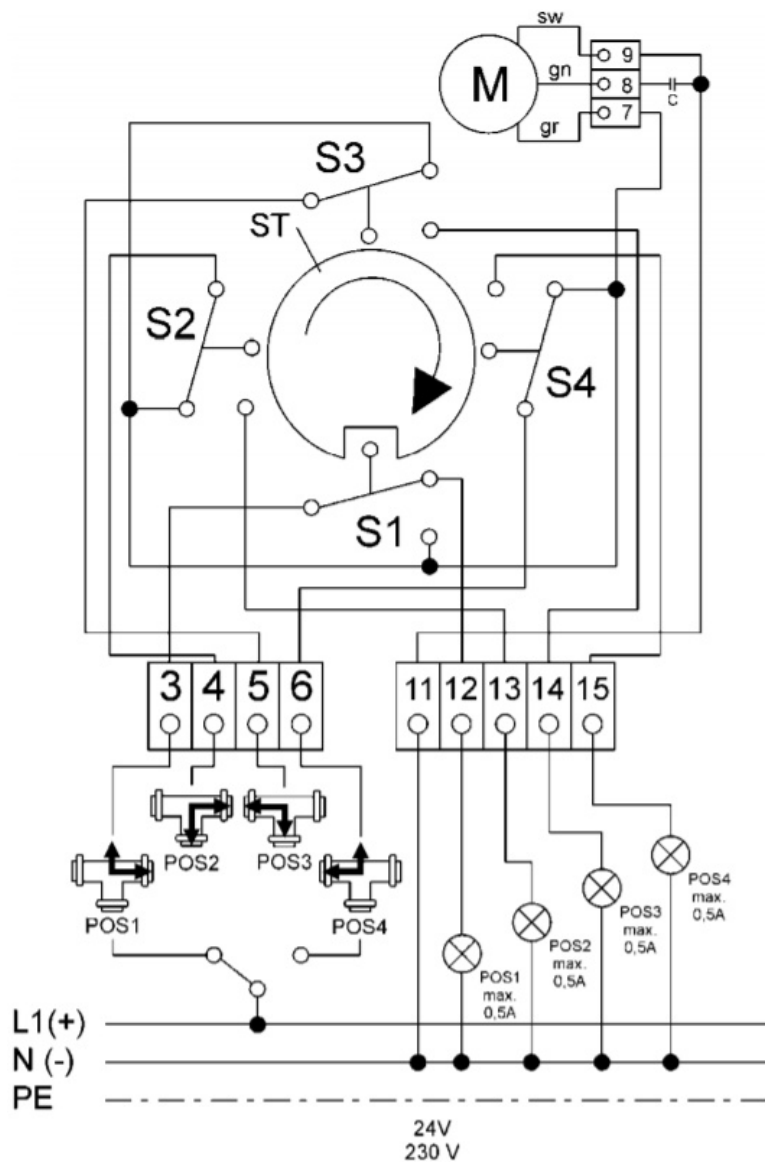 sw
9
gn
M
8
C
gr
7
S3
ST
S2
S4
S1
3 4 5 6
11 12 13 14 15
POS2 POS3
POS1 POS4
POS4
max.
0,5A
POS3
max.
0,5A
POS2
max.
0,5A
POS1
max.
0,5A
L1(+)
N (-)
PE
24V
230 V